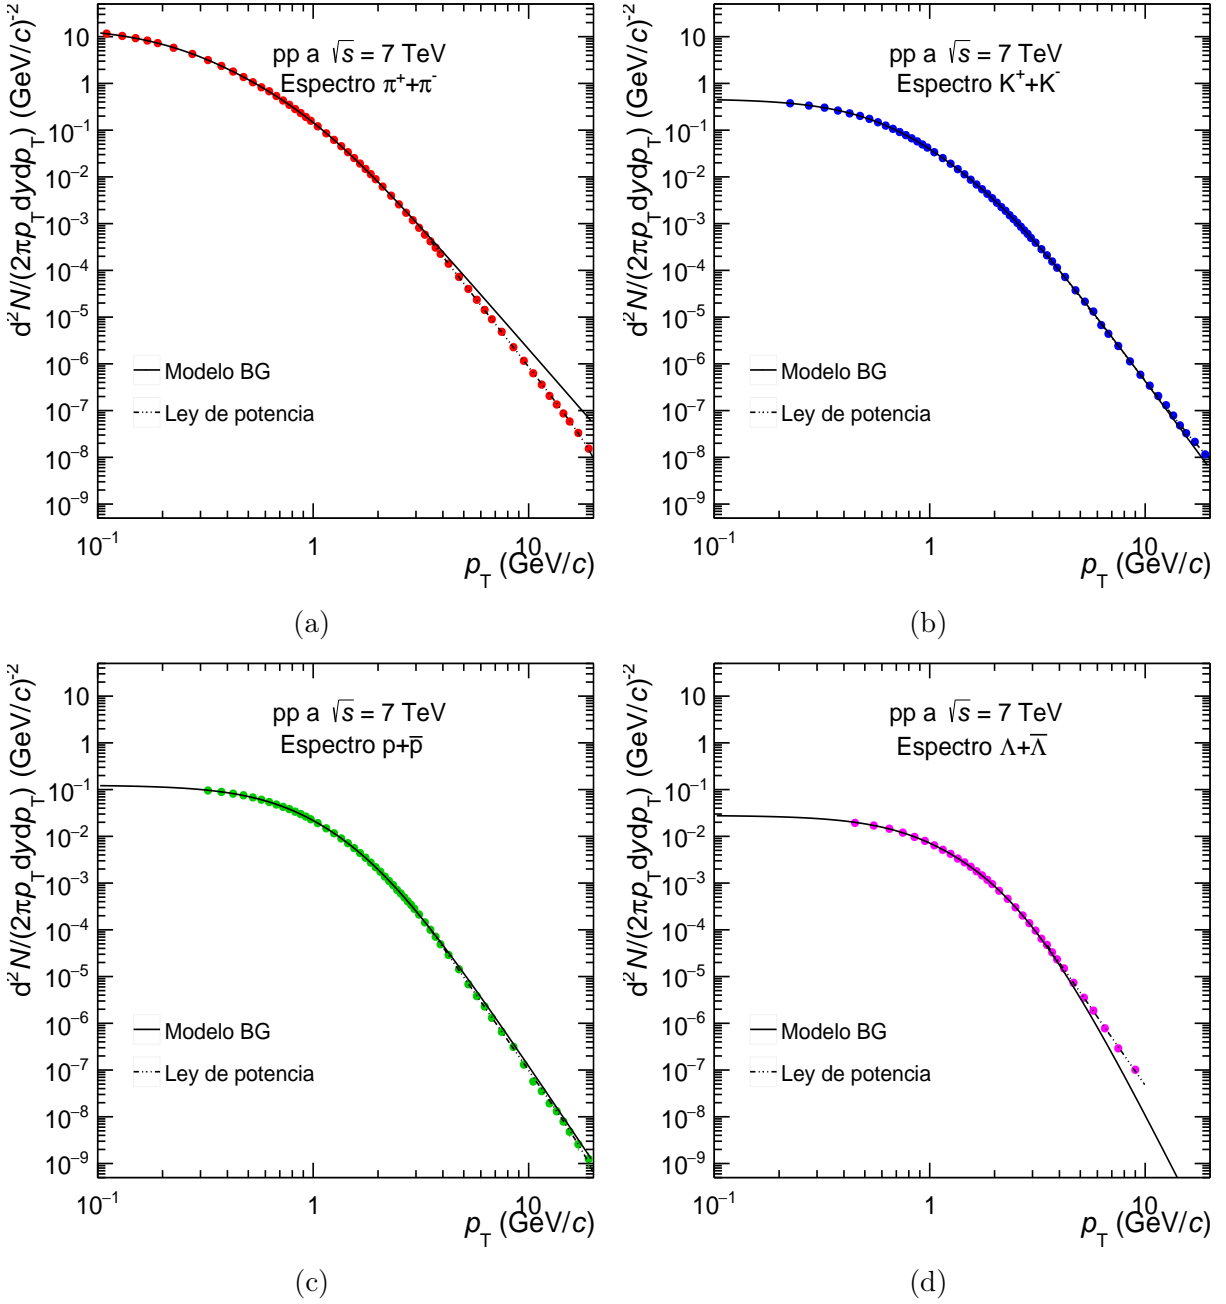 d²N/(2πp_T dydp_T) (GeV/c)⁻²
pp a √s = 7 TeV
Espectro π⁺+π⁻
10
1
10⁻¹
10⁻²
10⁻³
10⁻⁴
10⁻⁵
10⁻⁶
10⁻⁷
10⁻⁸
10⁻⁹
Modelo BG
Ley de potencia
10⁻¹ 1 10
p_T (GeV/c)
(a)
d²N/(2πp_T dydp_T) (GeV/c)⁻²
pp a √s = 7 TeV
Espectro K⁺+K⁻
10
1
10⁻¹
10⁻²
10⁻³
10⁻⁴
10⁻⁵
10⁻⁶
10⁻⁷
10⁻⁸
10⁻⁹
Modelo BG
Ley de potencia
10⁻¹ 1 10
p_T (GeV/c)
(b)
d²N/(2πp_T dydp_T) (GeV/c)⁻²
pp a √s = 7 TeV
Espectro p+p̅
10
1
10⁻¹
10⁻²
10⁻³
10⁻⁴
10⁻⁵
10⁻⁶
10⁻⁷
10⁻⁸
10⁻⁹
Modelo BG
Ley de potencia
10⁻¹ 1 10
p_T (GeV/c)
(c)
d²N/(2πp_T dydp_T) (GeV/c)⁻²
pp a √s = 7 TeV
Espectro Λ+Λ̅
10
1
10⁻¹
10⁻²
10⁻³
10⁻⁴
10⁻⁵
10⁻⁶
10⁻⁷
10⁻⁸
10⁻⁹
Modelo BG
Ley de potencia
10⁻¹ 1 10
p_T (GeV/c)
(d)